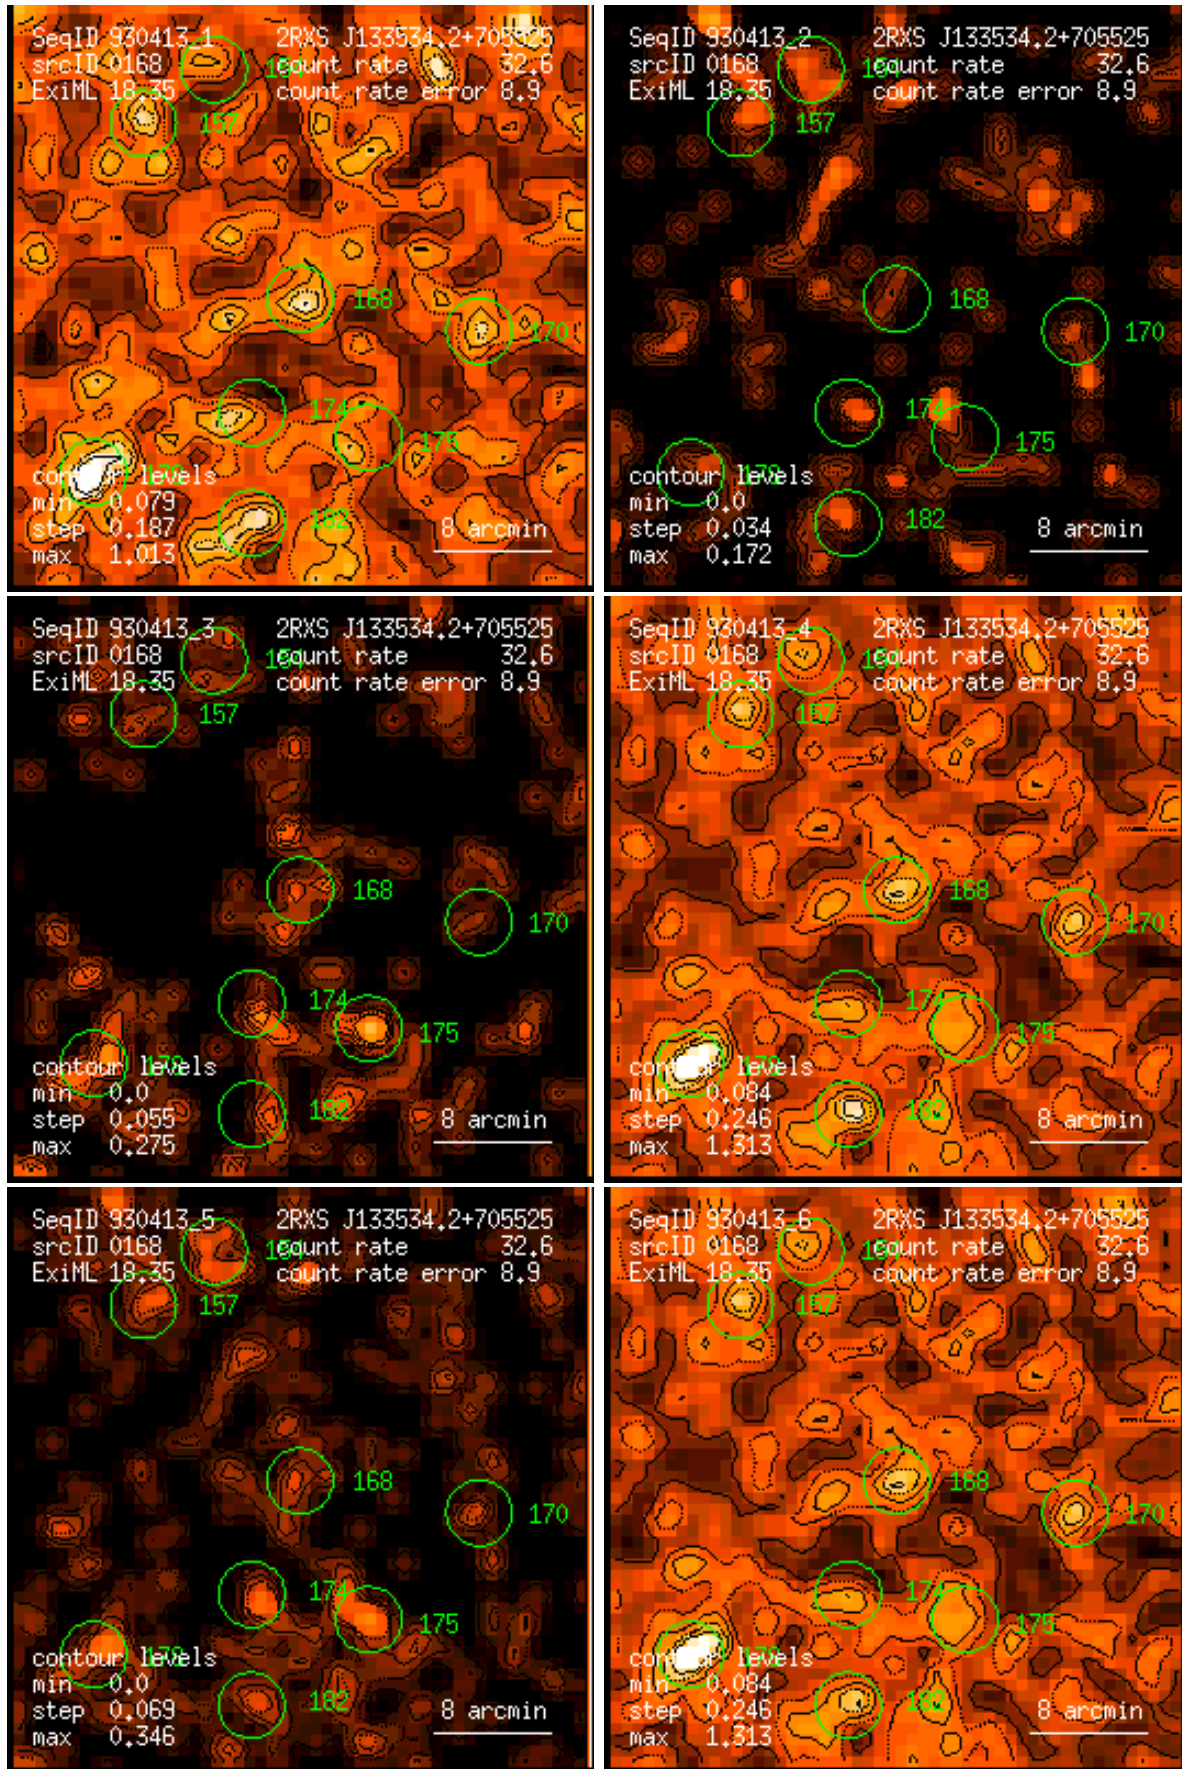 SeqID 930413_1 2RXS J133534.2+705525
srcID 0168 count rate 32.6
ExiML 18.35 count rate error 8.9
157
168
170
174
175
182
contour levels
min 0.079
step 0.187
max 1.013
8 arcmin
SeqID 930413_2 2RXS J133534.2+705525
srcID 0168 count rate 32.6
ExiML 18.35 count rate error 8.9
157
168
170
174
175
182
contour levels
min 0.0
step 0.034
max 0.172
8 arcmin
SeqID 930413_3 2RXS J133534.2+705525
srcID 0168 count rate 32.6
ExiML 18.35 count rate error 8.9
157
168
170
174
175
182
contour levels
min 0.0
step 0.055
max 0.275
8 arcmin
SeqID 930413_4 2RXS J133534.2+705525
srcID 0168 count rate 32.6
ExiML 18.35 count rate error 8.9
157
168
170
174
175
182
contour levels
min 0.084
step 0.246
max 1.313
8 arcmin
SeqID 930413_5 2RXS J133534.2+705525
srcID 0168 count rate 32.6
ExiML 18.35 count rate error 8.9
157
168
170
174
175
182
contour levels
min 0.0
step 0.069
max 0.346
8 arcmin
SeqID 930413_6 2RXS J133534.2+705525
srcID 0168 count rate 32.6
ExiML 18.35 count rate error 8.9
157
168
170
174
175
182
contour levels
min 0.084
step 0.246
max 1.313
8 arcmin